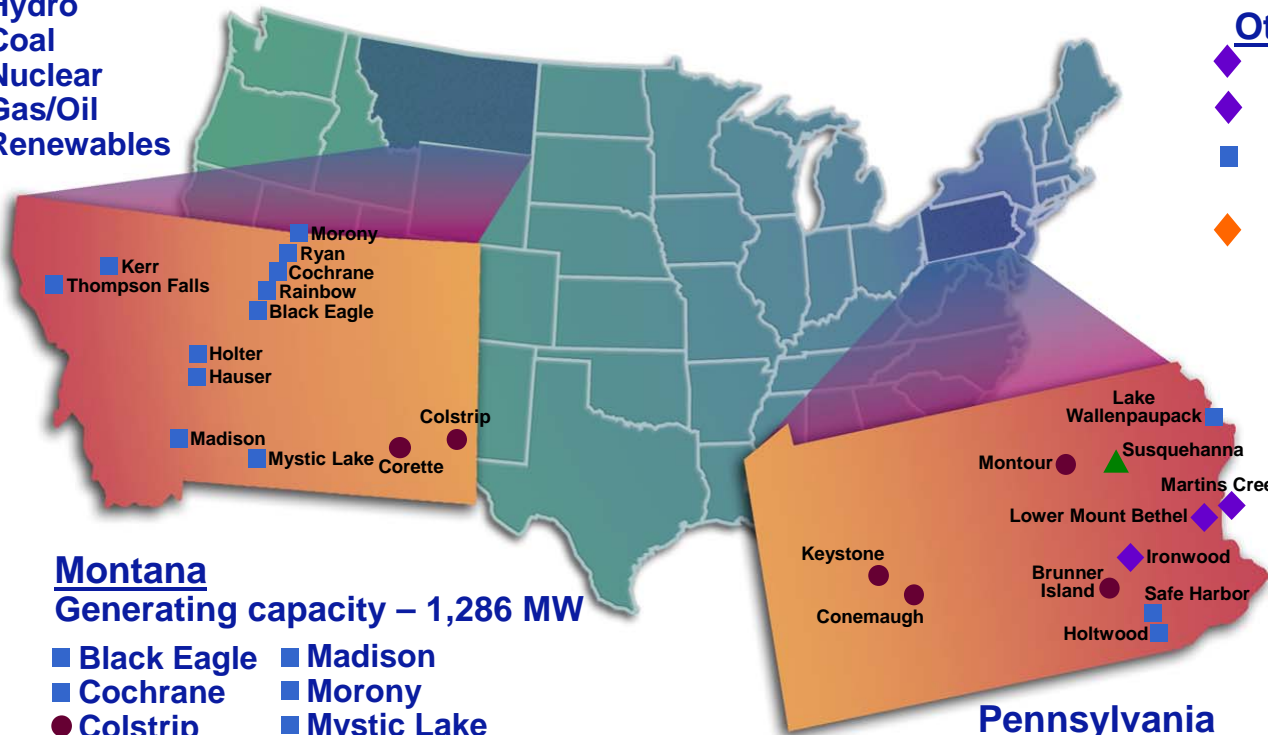 Hydro
Coal
Nuclear
Gas/Oil
Renewables
Morony
Ryan
Cochrane
Rainbow
Black Eagle
Kerr
Thompson Falls
Holter
Hauser
Madison
Mystic Lake
Colstrip
Corette
Lake
Wallenpaupack
Susquehanna
Montour
Lower Mount Bethel
Ironwood
Keystone
Conemaugh
Brunner
Island
Safe Harbor
Holtwood
Montana
Generating capacity – 1,286 MW
Black Eagle
Madison
Cochrane
Morony
Colstrip
Mystic Lake
Pennsylvania
Martins